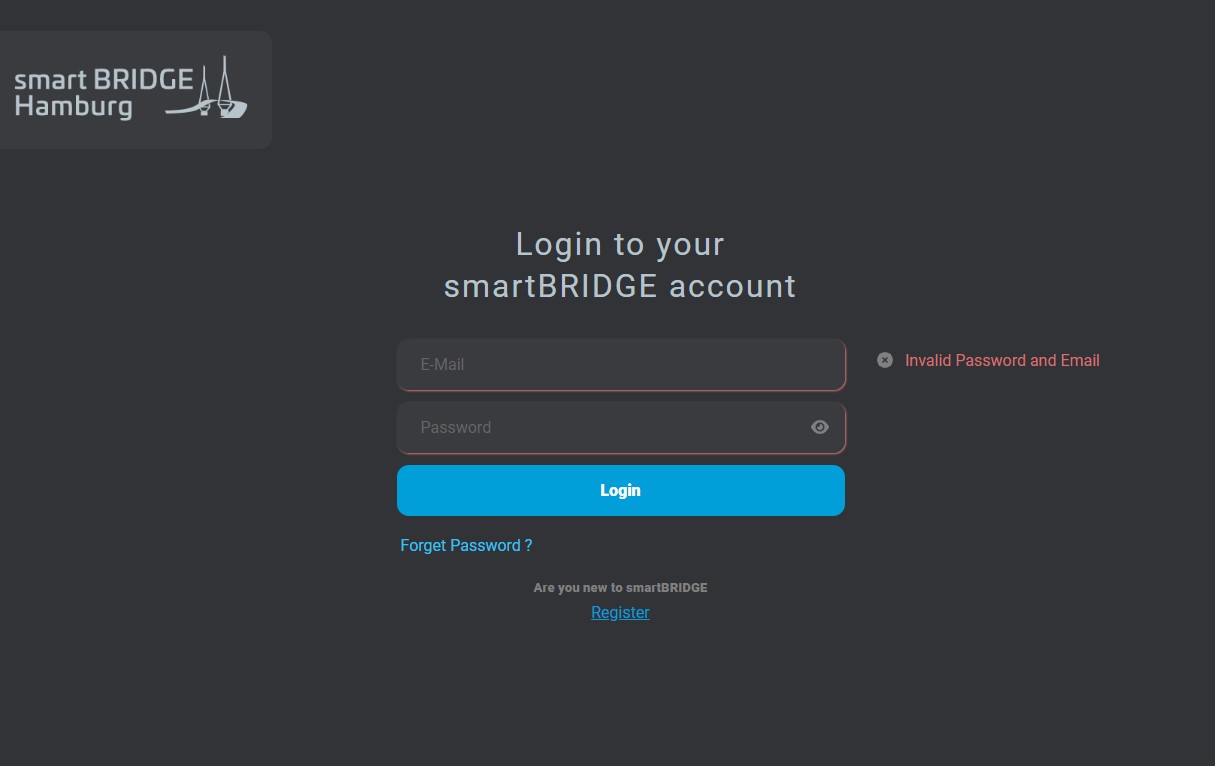 smart BRIDGE
Hamburg
Login to your
smartBRIDGE account
E-Mail
Invalid Password and Email
Password
Login
Forget Password ?
Are you new to smartBRIDGE
Register